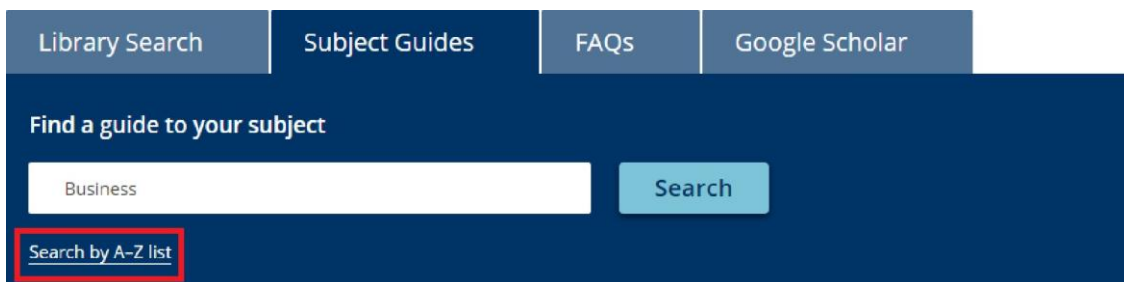 Library Search Subject Guides FAQs Google Scholar
Find a guide to your subject
Business Search
Search by A–Z list